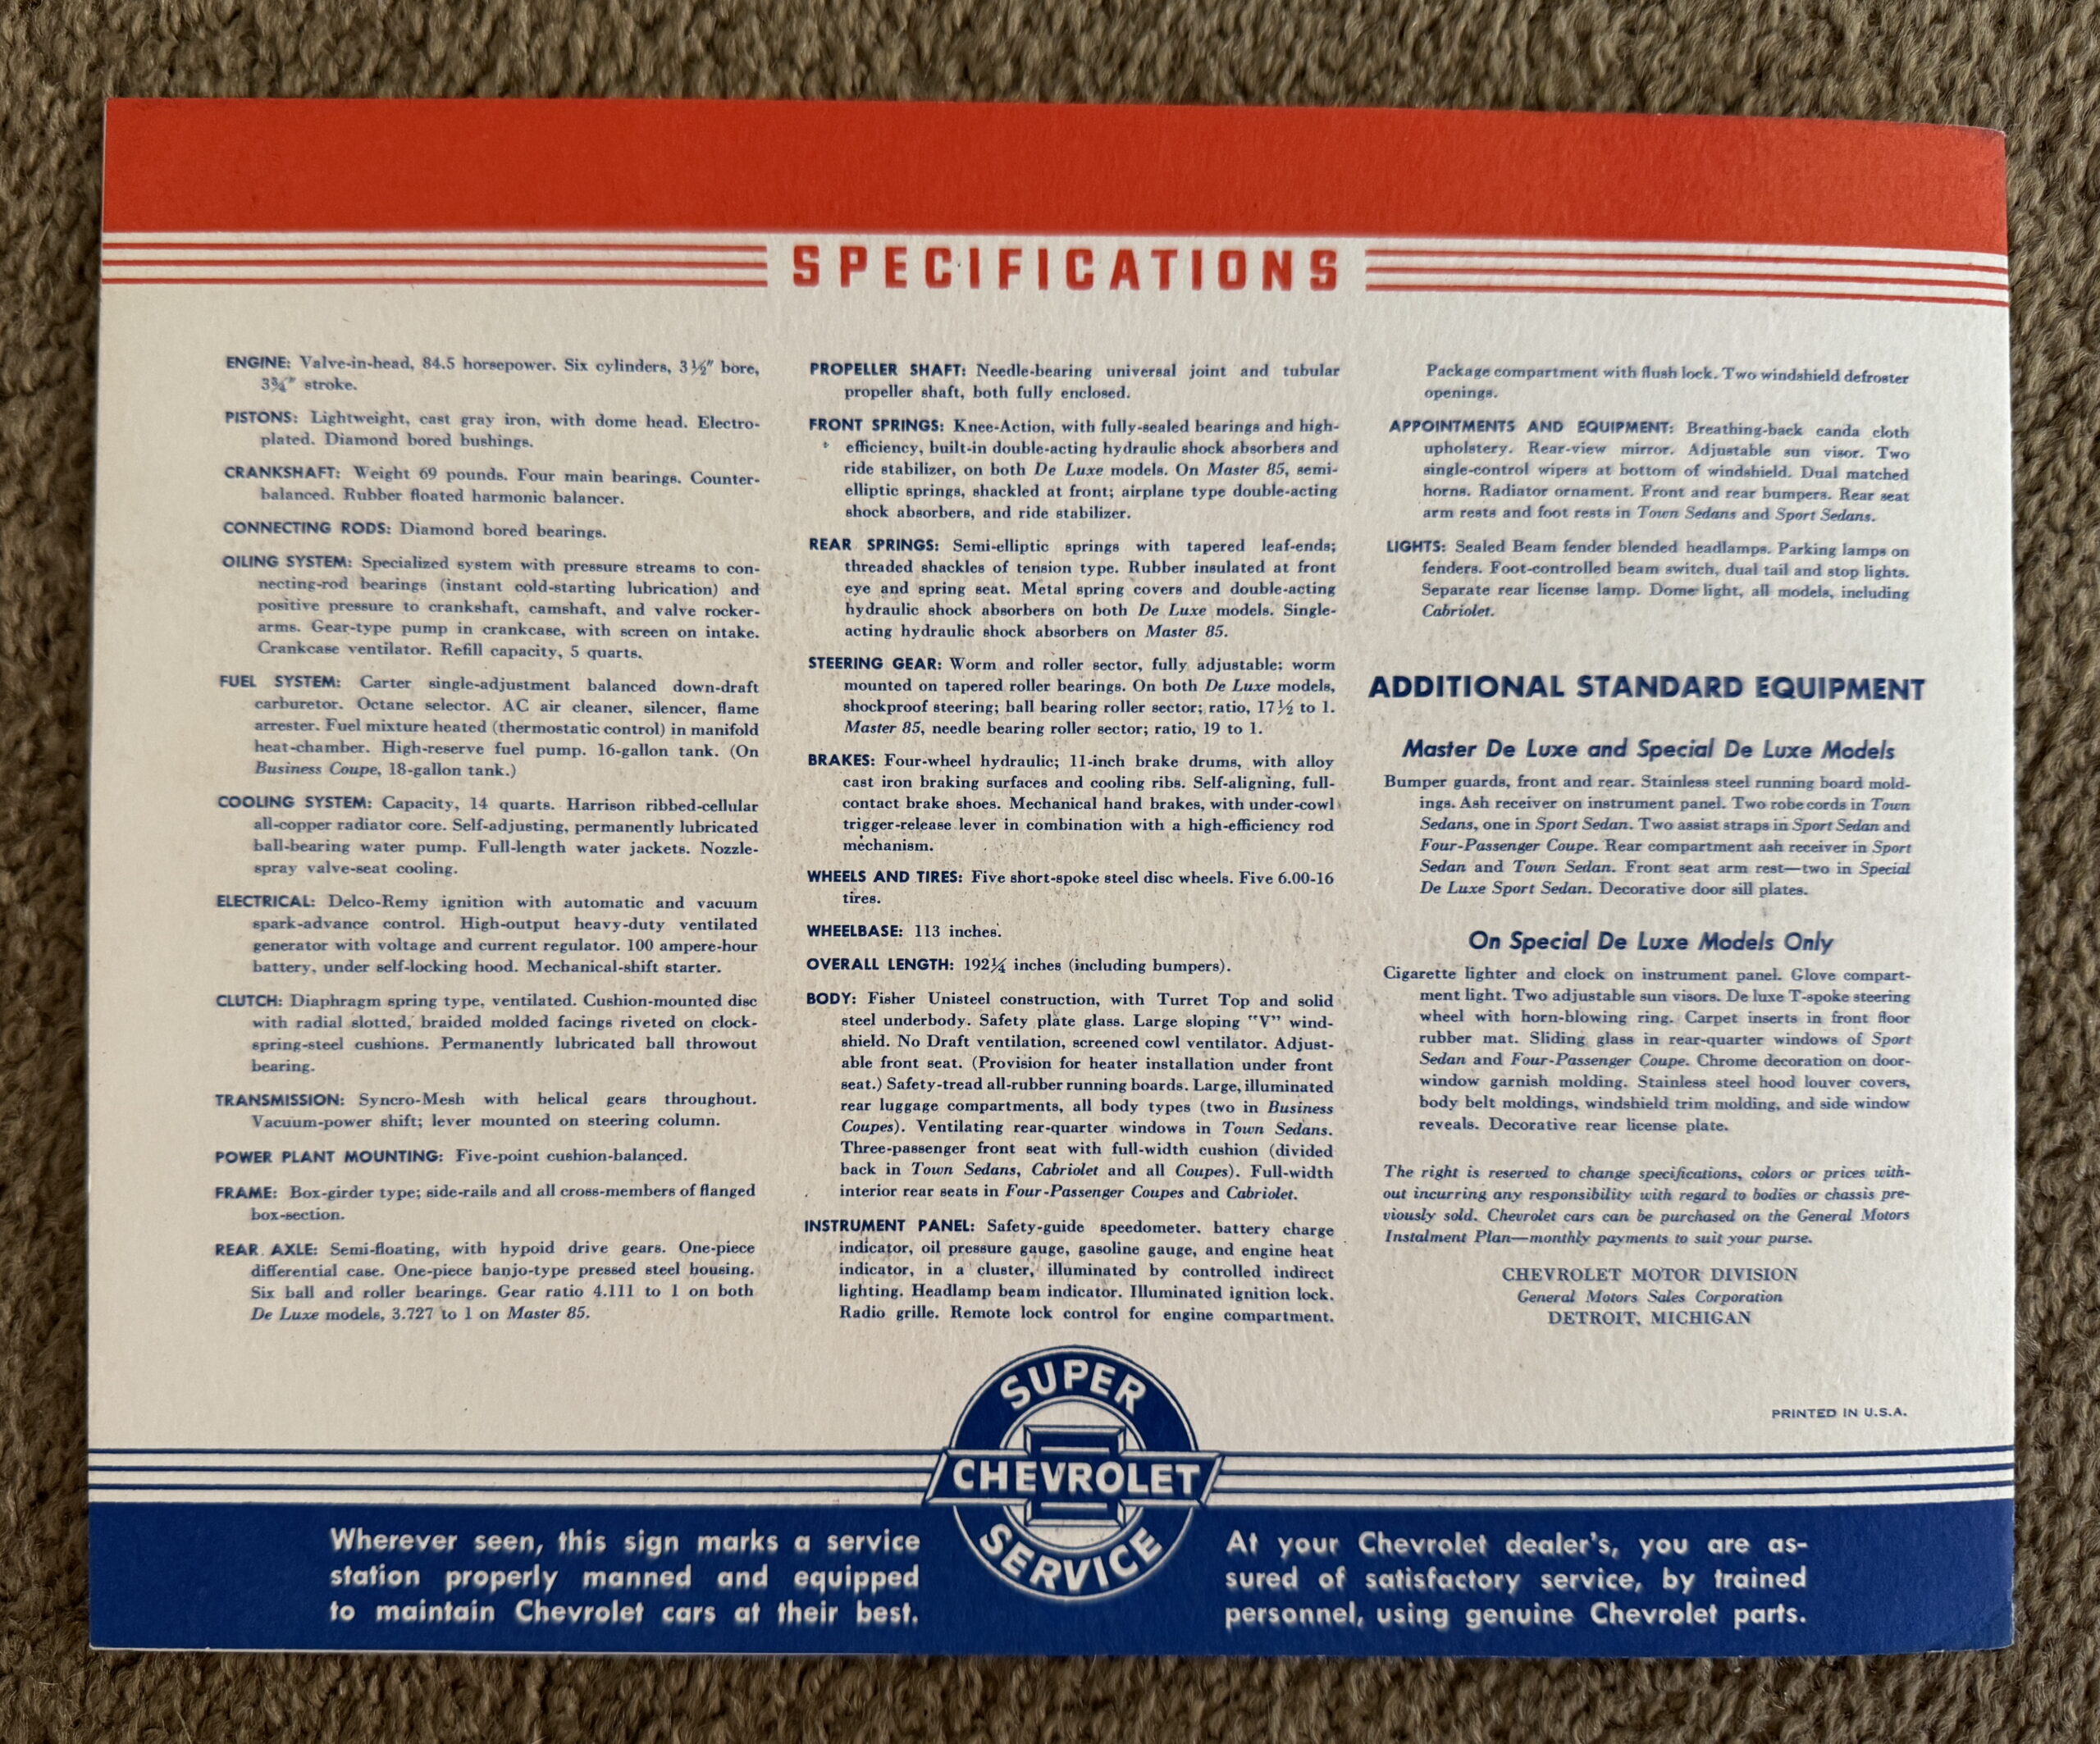 SPECIFICATIONS
ENGINE: Valve-in-head, 84.5 horsepower. Six cylinders, 3½″ bore,
3¾″ stroke.
PISTONS: Lightweight, cast gray iron, with dome head. Electro-
plated. Diamond bored bushings.
CRANKSHAFT: Weight 69 pounds. Four main bearings. Counter-
balanced. Rubber floated harmonic balancer.
CONNECTING RODS: Diamond bored bearings.
OILING SYSTEM: Specialized system with pressure streams to con-
necting-rod bearings (instant cold-starting lubrication) and
positive pressure to crankshaft, camshaft, and valve rocker-
arms. Gear-type pump in crankcase, with screen on intake.
Crankcase ventilator. Refill capacity, 5 quarts.
FUEL SYSTEM: Carter single-adjustment balanced down-draft
carburetor. Octane selector. AC air cleaner, silencer, flame
arrester. Fuel mixture heated (thermostatic control) in manifold
heat-chamber. High-reserve fuel pump. 16-gallon tank. (On
Business Coupe, 18-gallon tank.)
COOLING SYSTEM: Capacity, 14 quarts. Harrison ribbed-cellular
all-copper radiator core. Self-adjusting, permanently lubricated
ball-bearing water pump. Full-length water jackets. Nozzle-
spray valve-seat cooling.
ELECTRICAL: Delco-Remy ignition with automatic and vacuum
spark-advance control. High-output heavy-duty ventilated
generator with voltage and current regulator. 100 ampere-hour
battery, under self-locking hood. Mechanical-shift starter.
CLUTCH: Diaphragm spring type, ventilated. Cushion-mounted disc
with radial slotted, braided molded facings riveted on clock-
spring-steel cushions. Permanently lubricated ball throwout
bearing.
TRANSMISSION: Syncro-Mesh with helical gears throughout.
Vacuum-power shift; lever mounted on steering column.
POWER PLANT MOUNTING: Five-point cushion-balanced.
FRAME: Box-girder type; side-rails and all cross-members of flanged
box-section.
REAR AXLE: Semi-floating, with hypoid drive gears. One-piece
differential case. One-piece banjo-type pressed steel housing.
Six ball and roller bearings. Gear ratio 4.111 to 1 on both
De Luxe models, 3.727 to 1 on Master 85.
PROPELLER SHAFT: Needle-bearing universal joint and tubular
propeller shaft, both fully enclosed.
FRONT SPRINGS: Knee-Action, with fully-sealed bearings and high-
efficiency, built-in double-acting hydraulic shock absorbers and
ride stabilizer, on both De Luxe models. On Master 85, semi-
elliptic springs, shackled at front; airplane type double-acting
shock absorbers, and ride stabilizer.
REAR SPRINGS: Semi-elliptic springs with tapered leaf-ends;
threaded shackles of tension type. Rubber insulated at front
eye and spring seat. Metal spring covers and double-acting
hydraulic shock absorbers on both De Luxe models. Single-
acting hydraulic shock absorbers on Master 85.
STEERING GEAR: Worm and roller sector, fully adjustable; worm
mounted on tapered roller bearings. On both De Luxe models,
shockproof steering; ball bearing roller sector; ratio, 17½ to 1.
Master 85, needle bearing roller sector; ratio, 19 to 1.
BRAKES: Four-wheel hydraulic; 11-inch brake drums, with alloy
cast iron braking surfaces and cooling ribs. Self-aligning, full-
contact brake shoes. Mechanical hand brakes, with under-cowl
trigger-release lever in combination with a high-efficiency rod
mechanism.
WHEELS AND TIRES: Five short-spoke steel disc wheels. Five 6.00-16
tires.
WHEELBASE: 113 inches.
OVERALL LENGTH: 192¼ inches (including bumpers).
BODY: Fisher Unisteel construction, with Turret Top and solid
steel underbody. Safety plate glass. Large sloping "V" wind-
shield. No Draft ventilation, screened cowl ventilator. Adjust-
able front seat. (Provision for heater installation under front
seat.) Safety-tread all-rubber running boards. Large, illuminated
rear luggage compartments, all body types (two in Business
Coupes). Ventilating rear-quarter windows in Town Sedans.
Three-passenger front seat with full-width cushion (divided
back in Town Sedans, Cabriolet and all Coupes). Full-width
interior rear seats in Four-Passenger Coupes and Cabriolet.
INSTRUMENT PANEL: Safety-guide speedometer. battery charge
indicator, oil pressure gauge, gasoline gauge, and engine heat
indicator, in a cluster, illuminated by controlled indirect
lighting. Headlamp beam indicator. Illuminated ignition lock.
Radio grille. Remote lock control for engine compartment.
Package compartment with flush lock. Two windshield defroster
openings.
APPOINTMENTS AND EQUIPMENT: Breathing-back canda cloth
upholstery. Rear-view mirror. Adjustable sun visor. Two
single-control wipers at bottom of windshield. Dual matched
horns. Radiator ornament. Front and rear bumpers. Rear seat
arm rests and foot rests in Town Sedans and Sport Sedans.
LIGHTS: Sealed Beam fender blended headlamps. Parking lamps on
fenders. Foot-controlled beam switch, dual tail and stop lights.
Separate rear license lamp. Dome light, all models, including
Cabriolet.
ADDITIONAL STANDARD EQUIPMENT
Master De Luxe and Special De Luxe Models
Bumper guards, front and rear. Stainless steel running board mold-
ings. Ash receiver on instrument panel. Two robe cords in Town
Sedans, one in Sport Sedan. Two assist straps in Sport Sedan and
Four-Passenger Coupe. Rear compartment ash receiver in Sport
Sedan and Town Sedan. Front seat arm rest—two in Special
De Luxe Sport Sedan. Decorative door sill plates.
On Special De Luxe Models Only
Cigarette lighter and clock on instrument panel. Glove compart-
ment light. Two adjustable sun visors. De luxe T-spoke steering
wheel with horn-blowing ring. Carpet inserts in front floor
rubber mat. Sliding glass in rear-quarter windows of Sport
Sedan and Four-Passenger Coupe. Chrome decoration on door-
window garnish molding. Stainless steel hood louver covers,
body belt moldings, windshield trim molding, and side window
reveals. Decorative rear license plate.
The right is reserved to change specifications, colors or prices with-
out incurring any responsibility with regard to bodies or chassis pre-
viously sold. Chevrolet cars can be purchased on the General Motors
Instalment Plan—monthly payments to suit your purse.
CHEVROLET MOTOR DIVISION
General Motors Sales Corporation
DETROIT, MICHIGAN
PRINTED IN U.S.A.
SUPER
CHEVROLET
SERVICE
Wherever seen, this sign marks a service
station properly manned and equipped
to maintain Chevrolet cars at their best.
At your Chevrolet dealer's, you are as-
sured of satisfactory service, by trained
personnel, using genuine Chevrolet parts.